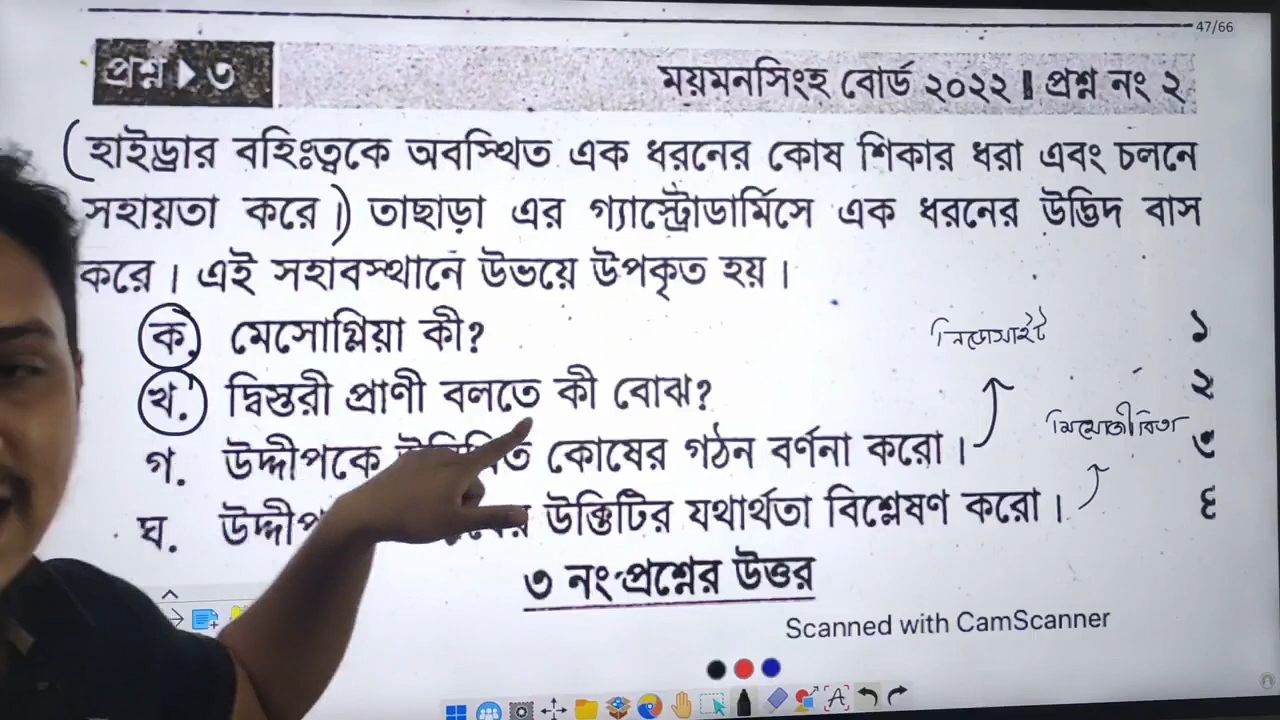 47/66
প্রশ্ন ▶ ৩
ময়মনসিংহ বোর্ড ২০২২ ‖ প্রশ্ন নং ২
(হাইড্রার বহিঃত্বকে অবস্থিত এক ধরনের কোষ শিকার ধরা এবং চলনে
সহায়তা করে।) তাছাড়া এর গ্যাস্ট্রোডার্মিসে এক ধরনের উদ্ভিদ বাস
করে। এই সহাবস্থানে উভয়ে উপকৃত হয়।
ক. মেসোগ্লিয়া কী? ১
নিডোসাইট
খ. দ্বিস্তরী প্রাণী বলতে কী বোঝ? ২
মিথোজীবিতা
গ. উদ্দীপকে কোষের গঠন বর্ণনা করো। ৩
ঘ. উক্তিটির যথার্থতা বিশ্লেষণ করো। ৪
৩ নং প্রশ্নের উত্তর
Scanned with CamScanner